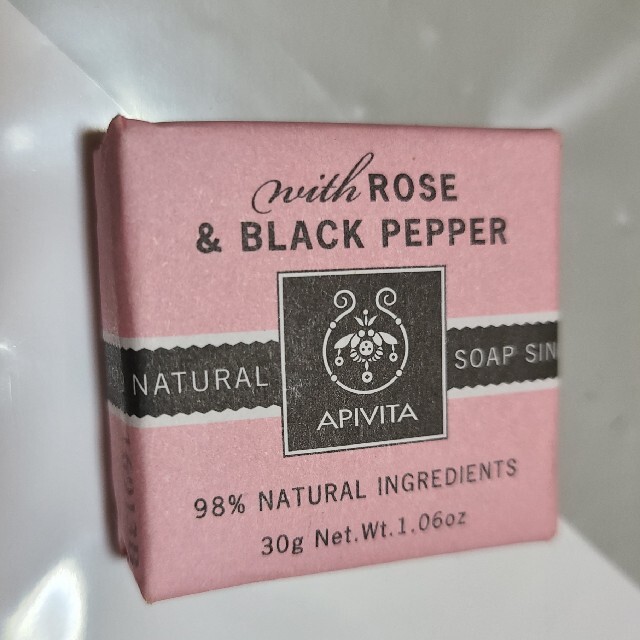 with ROSE
& BLACK PEPPER
NATURAL
SOAP SIN
APIVITA
98% NATURAL INGREDIENTS
30g Net.Wt.1.06oz